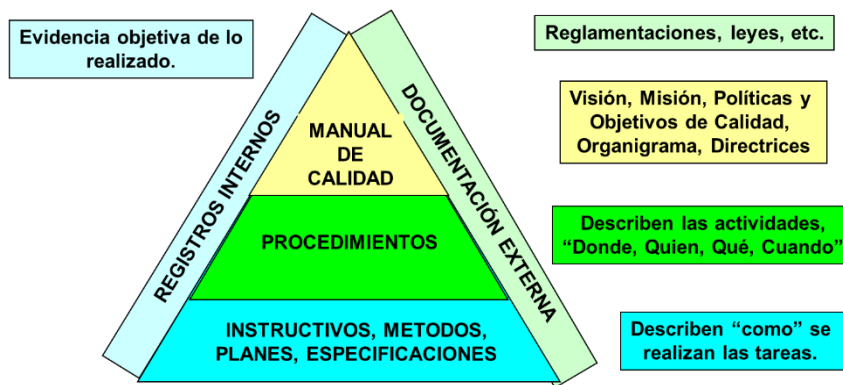 Evidencia objetiva de lo
realizado.
Reglamentaciones, leyes, etc.
Visión, Misión, Políticas y
Objetivos de Calidad,
Organigrama, Directrices
REGISTROS INTERNOS
MANUAL
DE
CALIDAD
DOCUMENTACIÓN EXTERNA
PROCEDIMIENTOS
Describen las actividades,
“Donde, Quien, Qué, Cuando”
INSTRUCTIVOS, METODOS,
PLANES, ESPECIFICACIONES
Describen “como” se
realizan las tareas.